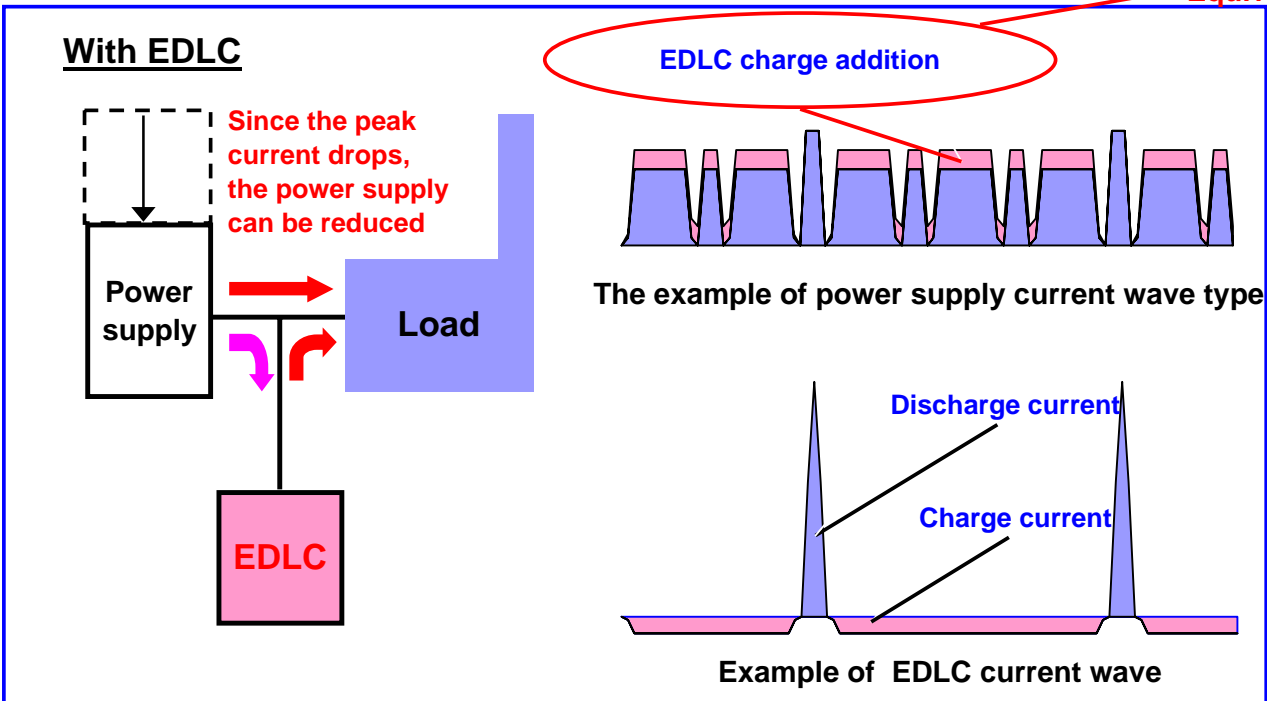 With EDLC
EDLC charge addition
Since the peak
current drops,
the power supply
can be reduced
Power
supply
Load
EDLC
The example of power supply current wave type
Discharge current
Charge current
Example of EDLC current wave